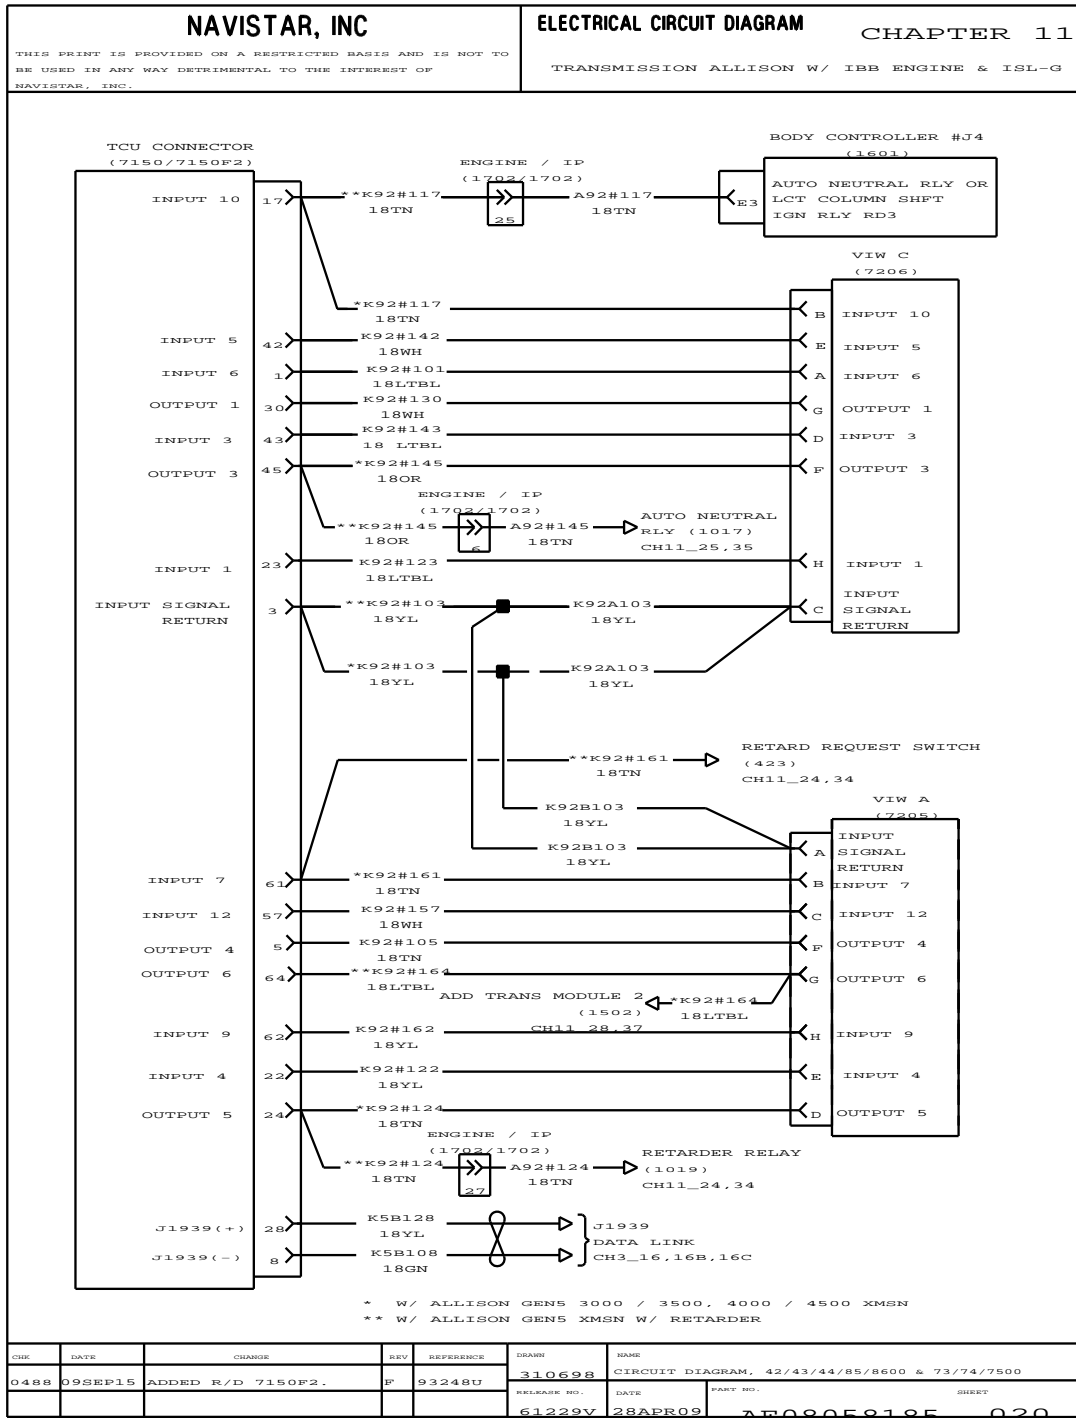 NAVISTAR, INC
THIS PRINT IS PROVIDED ON A RESTRICTED BASIS AND IS NOT TO
BE USED IN ANY WAY DETRIMENTAL TO THE INTEREST OF
NAVISTAR, INC.
ELECTRICAL CIRCUIT DIAGRAM
CHAPTER 11
TRANSMISSION ALLISON W/ IBB ENGINE & ISL-G
TCU CONNECTOR
(7150/7150F2)
ENGINE / IP
(1702/1702)
BODY CONTROLLER #J4
(1601)
INPUT 10 17 **K92#117 A92#117 E3
18TN 25 18TN
AUTO NEUTRAL RLY OR
LCT COLUMN SHFT
IGN RLY RD3
VIW C
(7206)
*K92#117 B INPUT 10
18TN
INPUT 5 42 K92#142 E INPUT 5
18WH
INPUT 6 1 K92#101 A INPUT 6
18LTBL
OUTPUT 1 30 K92#130 G OUTPUT 1
18WH
INPUT 3 43 K92#143 D INPUT 3
18 LTBL
OUTPUT 3 45 *K92#145 F OUTPUT 3
18OR
ENGINE / IP
(1702/1702)
**K92#145 6 A92#145
18OR 18TN
AUTO NEUTRAL
RLY (1017)
CH11_25,35
INPUT 1 23 K92#123 H INPUT 1
18LTBL
INPUT SIGNAL
RETURN
3 **K92#103 K92A103 C
18YL 18YL
INPUT
SIGNAL
RETURN
*K92#103 K92A103
18YL 18YL
**K92#161
18TN
RETARD REQUEST SWITCH
(423)
CH11_24,34
VIW A
(7205)
K92B103
18YL
K92B103 A
18YL
INPUT
SIGNAL
RETURN
INPUT 7 61 *K92#161 B INPUT 7
18TN
INPUT 12 57 K92#157 C INPUT 12
18WH
OUTPUT 4 5 K92#105 F OUTPUT 4
18TN
OUTPUT 6 64 **K92#164 G OUTPUT 6
18LTBL
ADD TRANS MODULE 2
(1502)
CH11_28,37
*K92#164
18LTBL
INPUT 9 62 K92#162 H INPUT 9
18YL
INPUT 4 22 K92#122 E INPUT 4
18YL
OUTPUT 5 24 *K92#124 D OUTPUT 5
18TN
ENGINE / IP
(1702/1702)
**K92#124 27 A92#124
18TN 18TN
RETARDER RELAY
(1019)
CH11_24,34
J1939(+) 28 K5B128
18YL
J1939(-) 8 K5B108
18GN
J1939
DATA LINK
CH3_16,16B,16C
* W/ ALLISON GEN5 3000 / 3500, 4000 / 4500 XMSN
** W/ ALLISON GEN5 XMSN W/ RETARDER
CHK DATE CHANGE REV REFERENCE
0488 09SEP15 ADDED R/D 7150F2. F 93248U
DRAWN
310698
NAME
CIRCUIT DIAGRAM, 42/43/44/85/8600 & 73/74/7500
RELEASE NO.
61229V
DATE
28APR09
PART NO.
AE08058185
SHEET
020